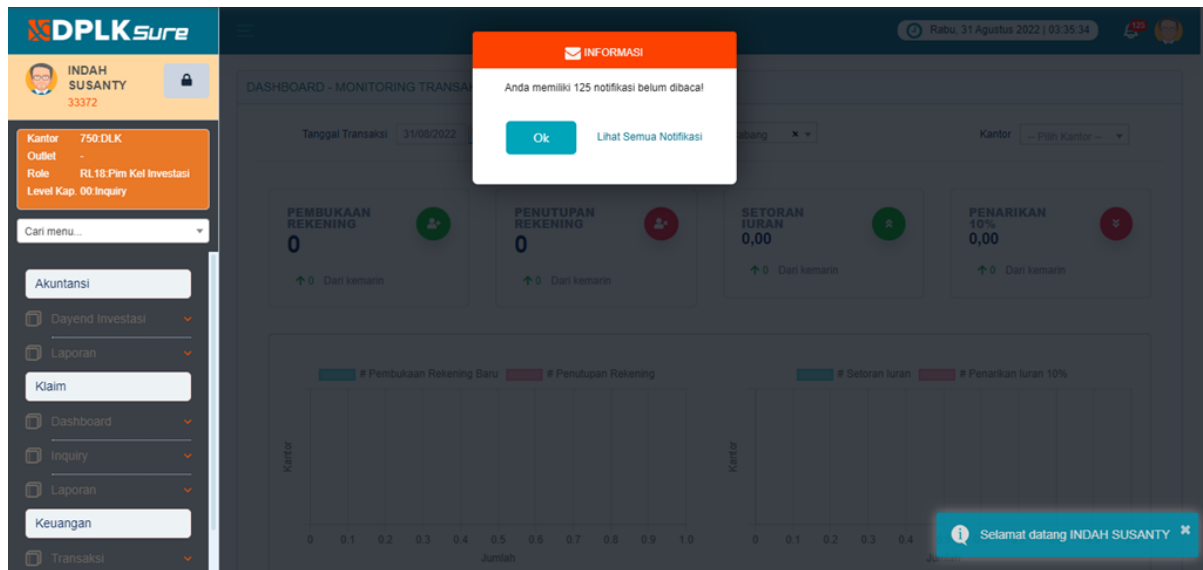 DPLK Sure
Rabu, 31 Agustus 2022 | 03:35:34
INDAH
SUSANTY
33372
Kantor 750:DLK
Outlet -
Role RL18:Pim Kel Investasi
Level Kap. 00:Inquiry
Cari menu...
Akuntansi
Dayend Investasi
Laporan
Klaim
Dashboard
Inquiry
Laporan
Keuangan
Transaksi
INFORMASI
Anda memiliki 125 notifikasi belum dibaca!
Ok
Lihat Semua Notifikasi
DASHBOARD - MONITORING
Tanggal Transaksi 31/08/2022
Kantor -- Pilih Kantor --
PEMBUKAAN
REKENING
0
0 Dari kemarin
PENUTUPAN
REKENING
0
0 Dari kemarin
SETORAN
IURAN
0,00
0 Dari kemarin
PENARIKAN
10%
0,00
0 Dari kemarin
# Pembukaan Rekening Baru # Penutupan Rekening
Kantor
0 0.1 0.2 0.3 0.4 0.5 0.6 0.7 0.8 0.9 1.0
Jumlah
# Setoran Iuran # Penarikan Iuran 10%
Kantor
0 0.1 0.2 0.3 0.4
Selamat datang INDAH SUSANTY